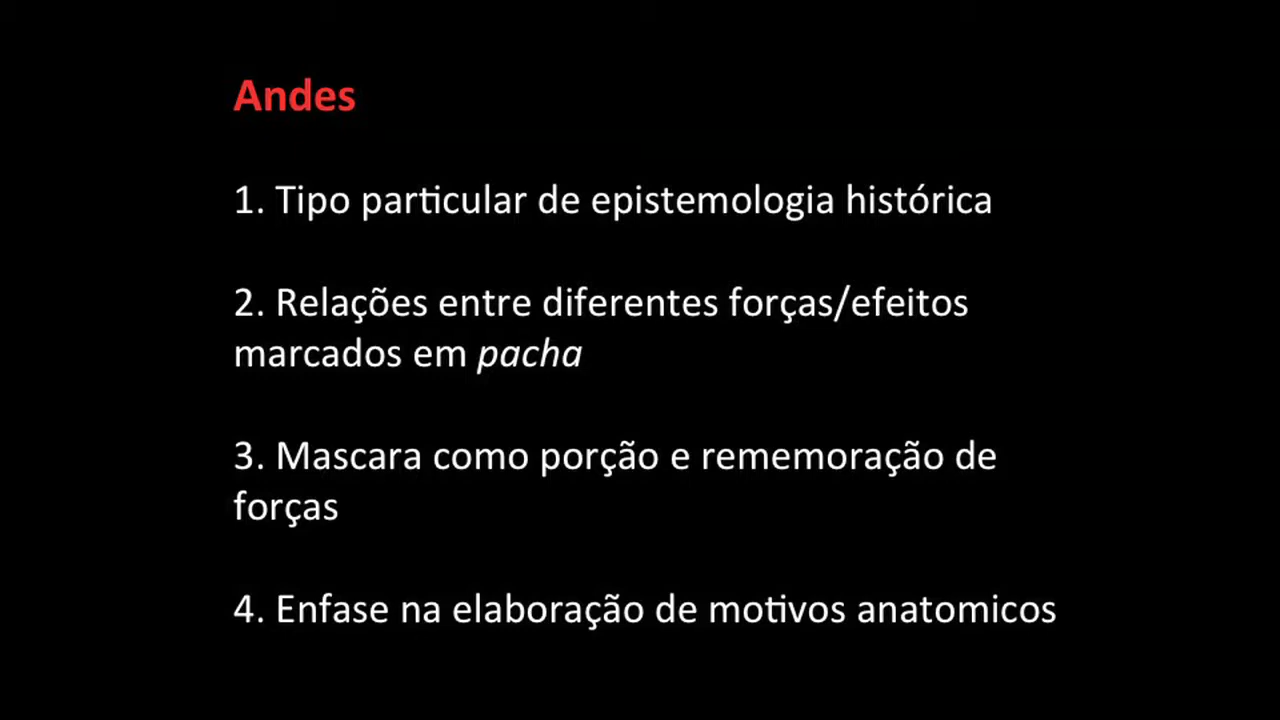 Andes
1. Tipo particular de epistemologia histórica
2. Relações entre diferentes forças/efeitos
marcados em pacha
3. Mascara como porção e rememoração de
forças
4. Enfase na elaboração de motivos anatomicos